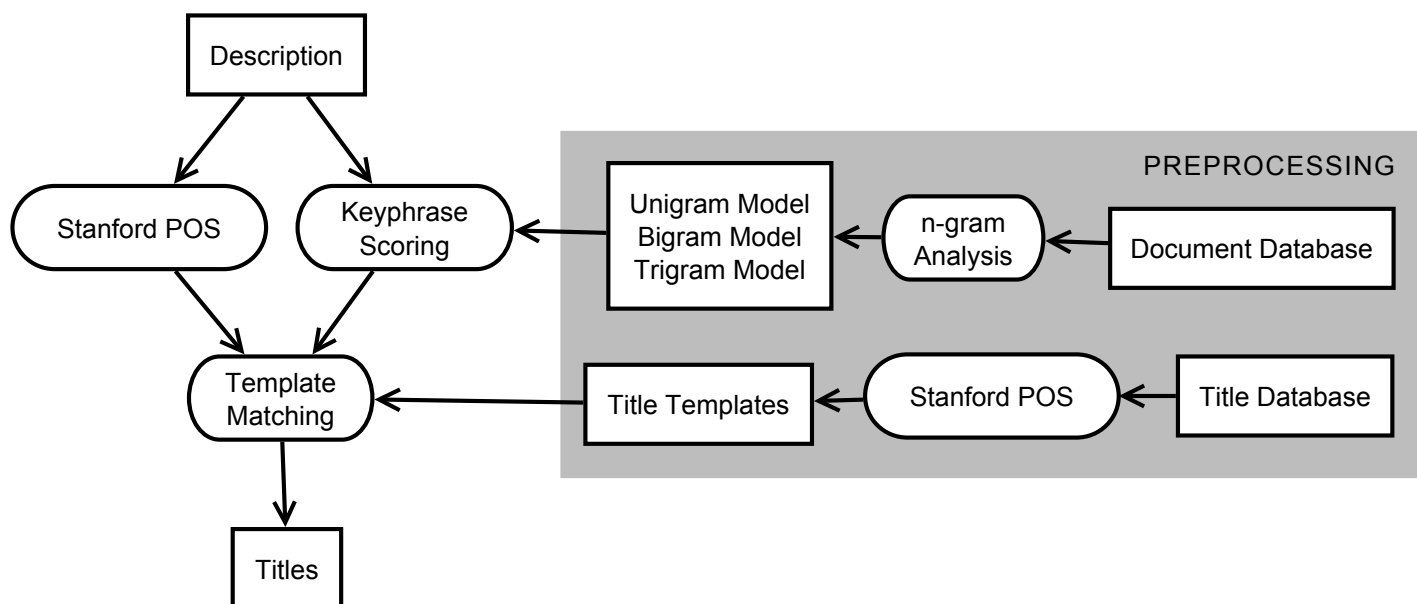 Description
PREPROCESSING
Stanford POS
Keyphrase
Scoring
Unigram Model
Bigram Model
Trigram Model
n-gram
Analysis
Document Database
Template
Matching
Title Templates
Stanford POS
Title Database
Titles